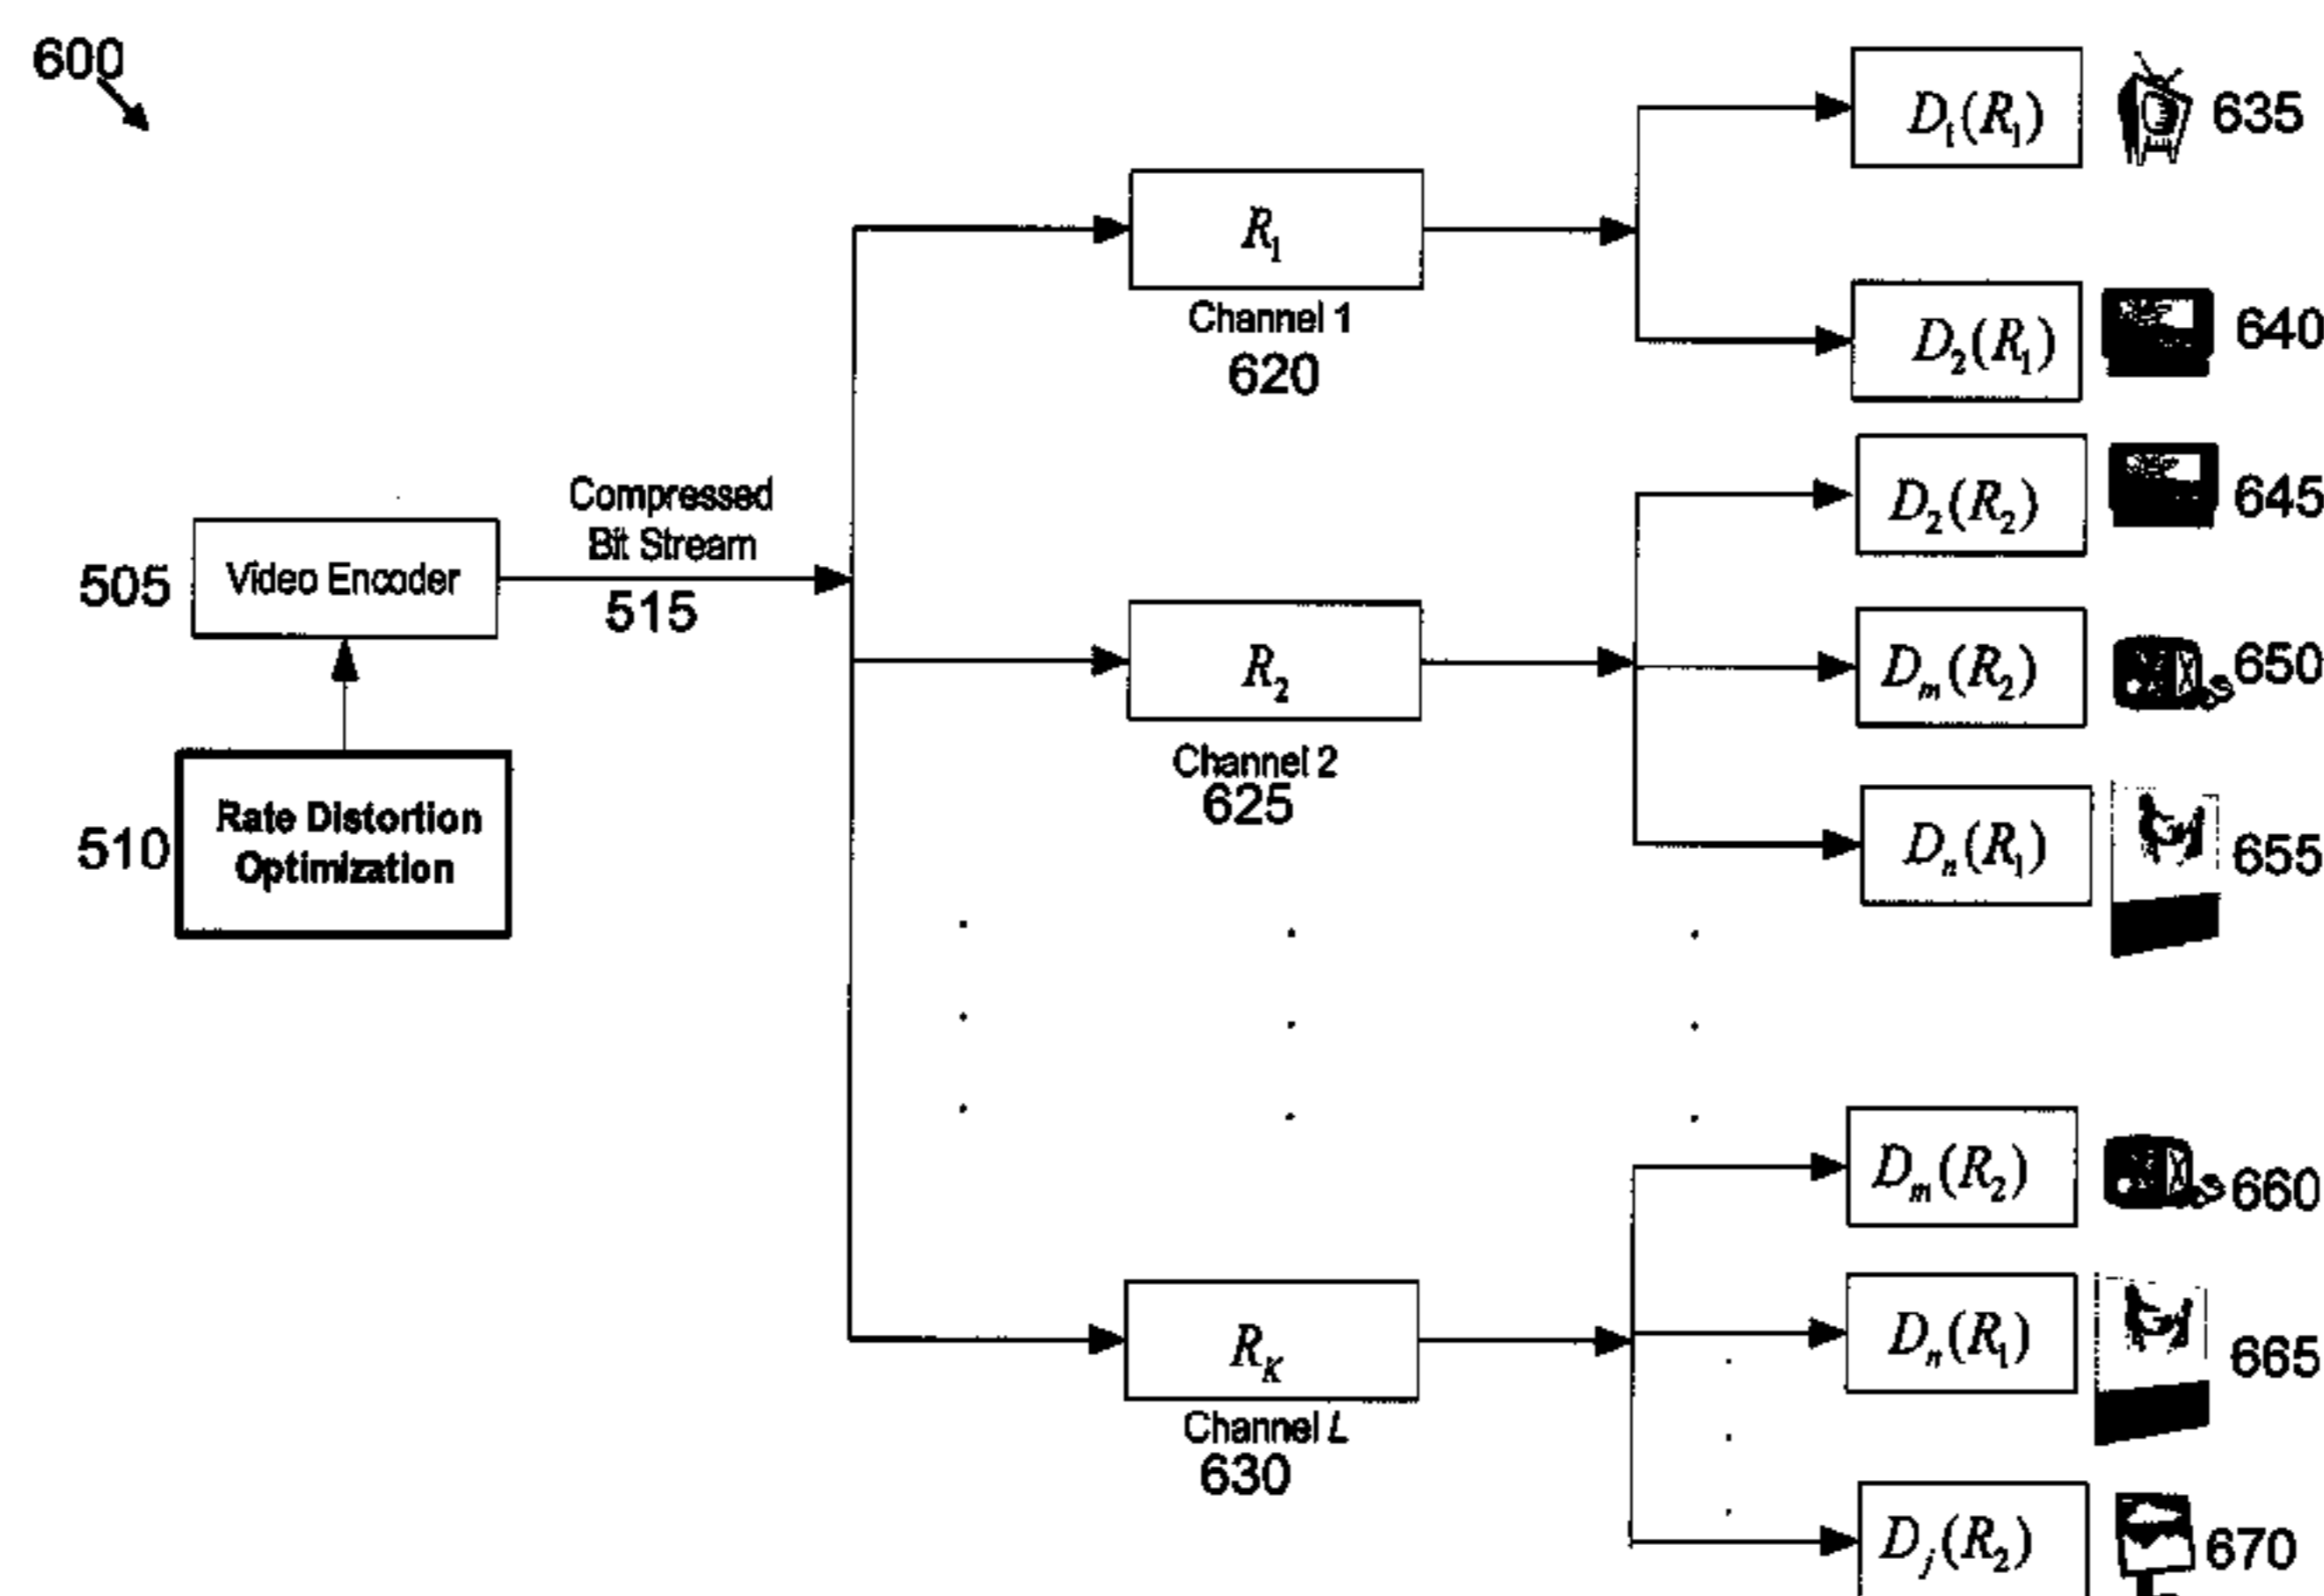 600
D₁(R₁)
635
R₁
Channel 1
620
D₂(R₁)
640
Compressed
Bit Stream
515
D₂(R₂)
645
505
Video Encoder
R₂
Channel 2
625
Dₘ(R₂)
650
510
Rate Distortion
Optimization
Dₙ(R₁)
655
Dₘ(R₂)
660
R_K
Channel L
630
Dₙ(R₁)
665
Dⱼ(R₂)
670